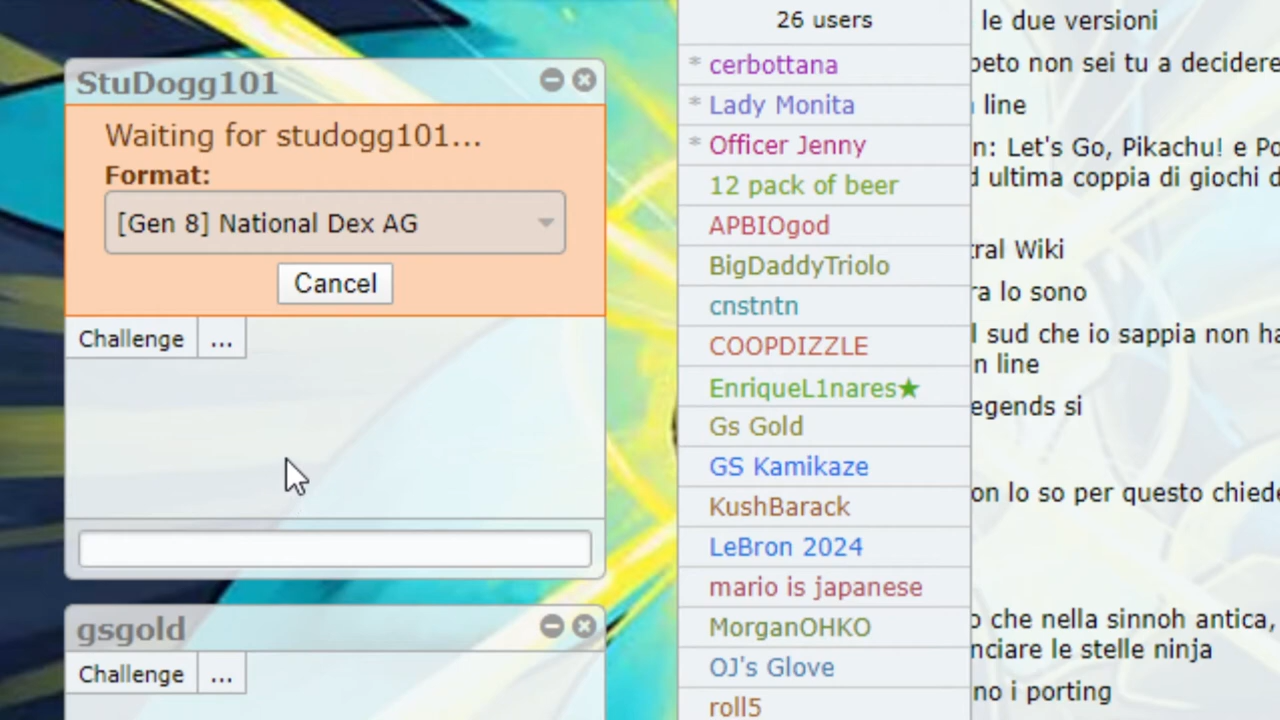 StuDogg101
Waiting for studogg101...
Format:
[Gen 8] National Dex AG
Cancel
Challenge
...
gsgold
Challenge
...
26 users
* cerbottana
* Lady Monita
* Officer Jenny
12 pack of beer
APBIOgod
BigDaddyTriolo
cnstntn
COOPDIZZLE
EnriqueL1nares★
Gs Gold
GS Kamikaze
KushBarack
LeBron 2024
mario is japanese
MorganOHKO
OJ's Glove
roll5
le due versioni
non sei tu a decidere
line
Let's Go, Pikachu! e
ultima coppia di giochi
Wiki
lo sono
sud che io sappia non
line
si
lo so per questo
che nella sinnoh antica,
le stelle ninja
i porting